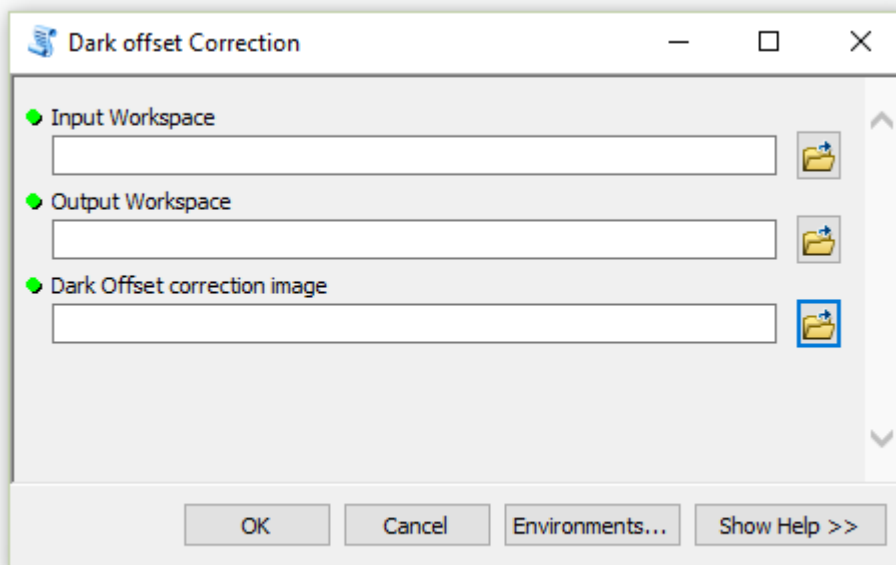 Dark offset Correction
Input Workspace
Output Workspace
Dark Offset correction image
OK Cancel Environments... Show Help >>